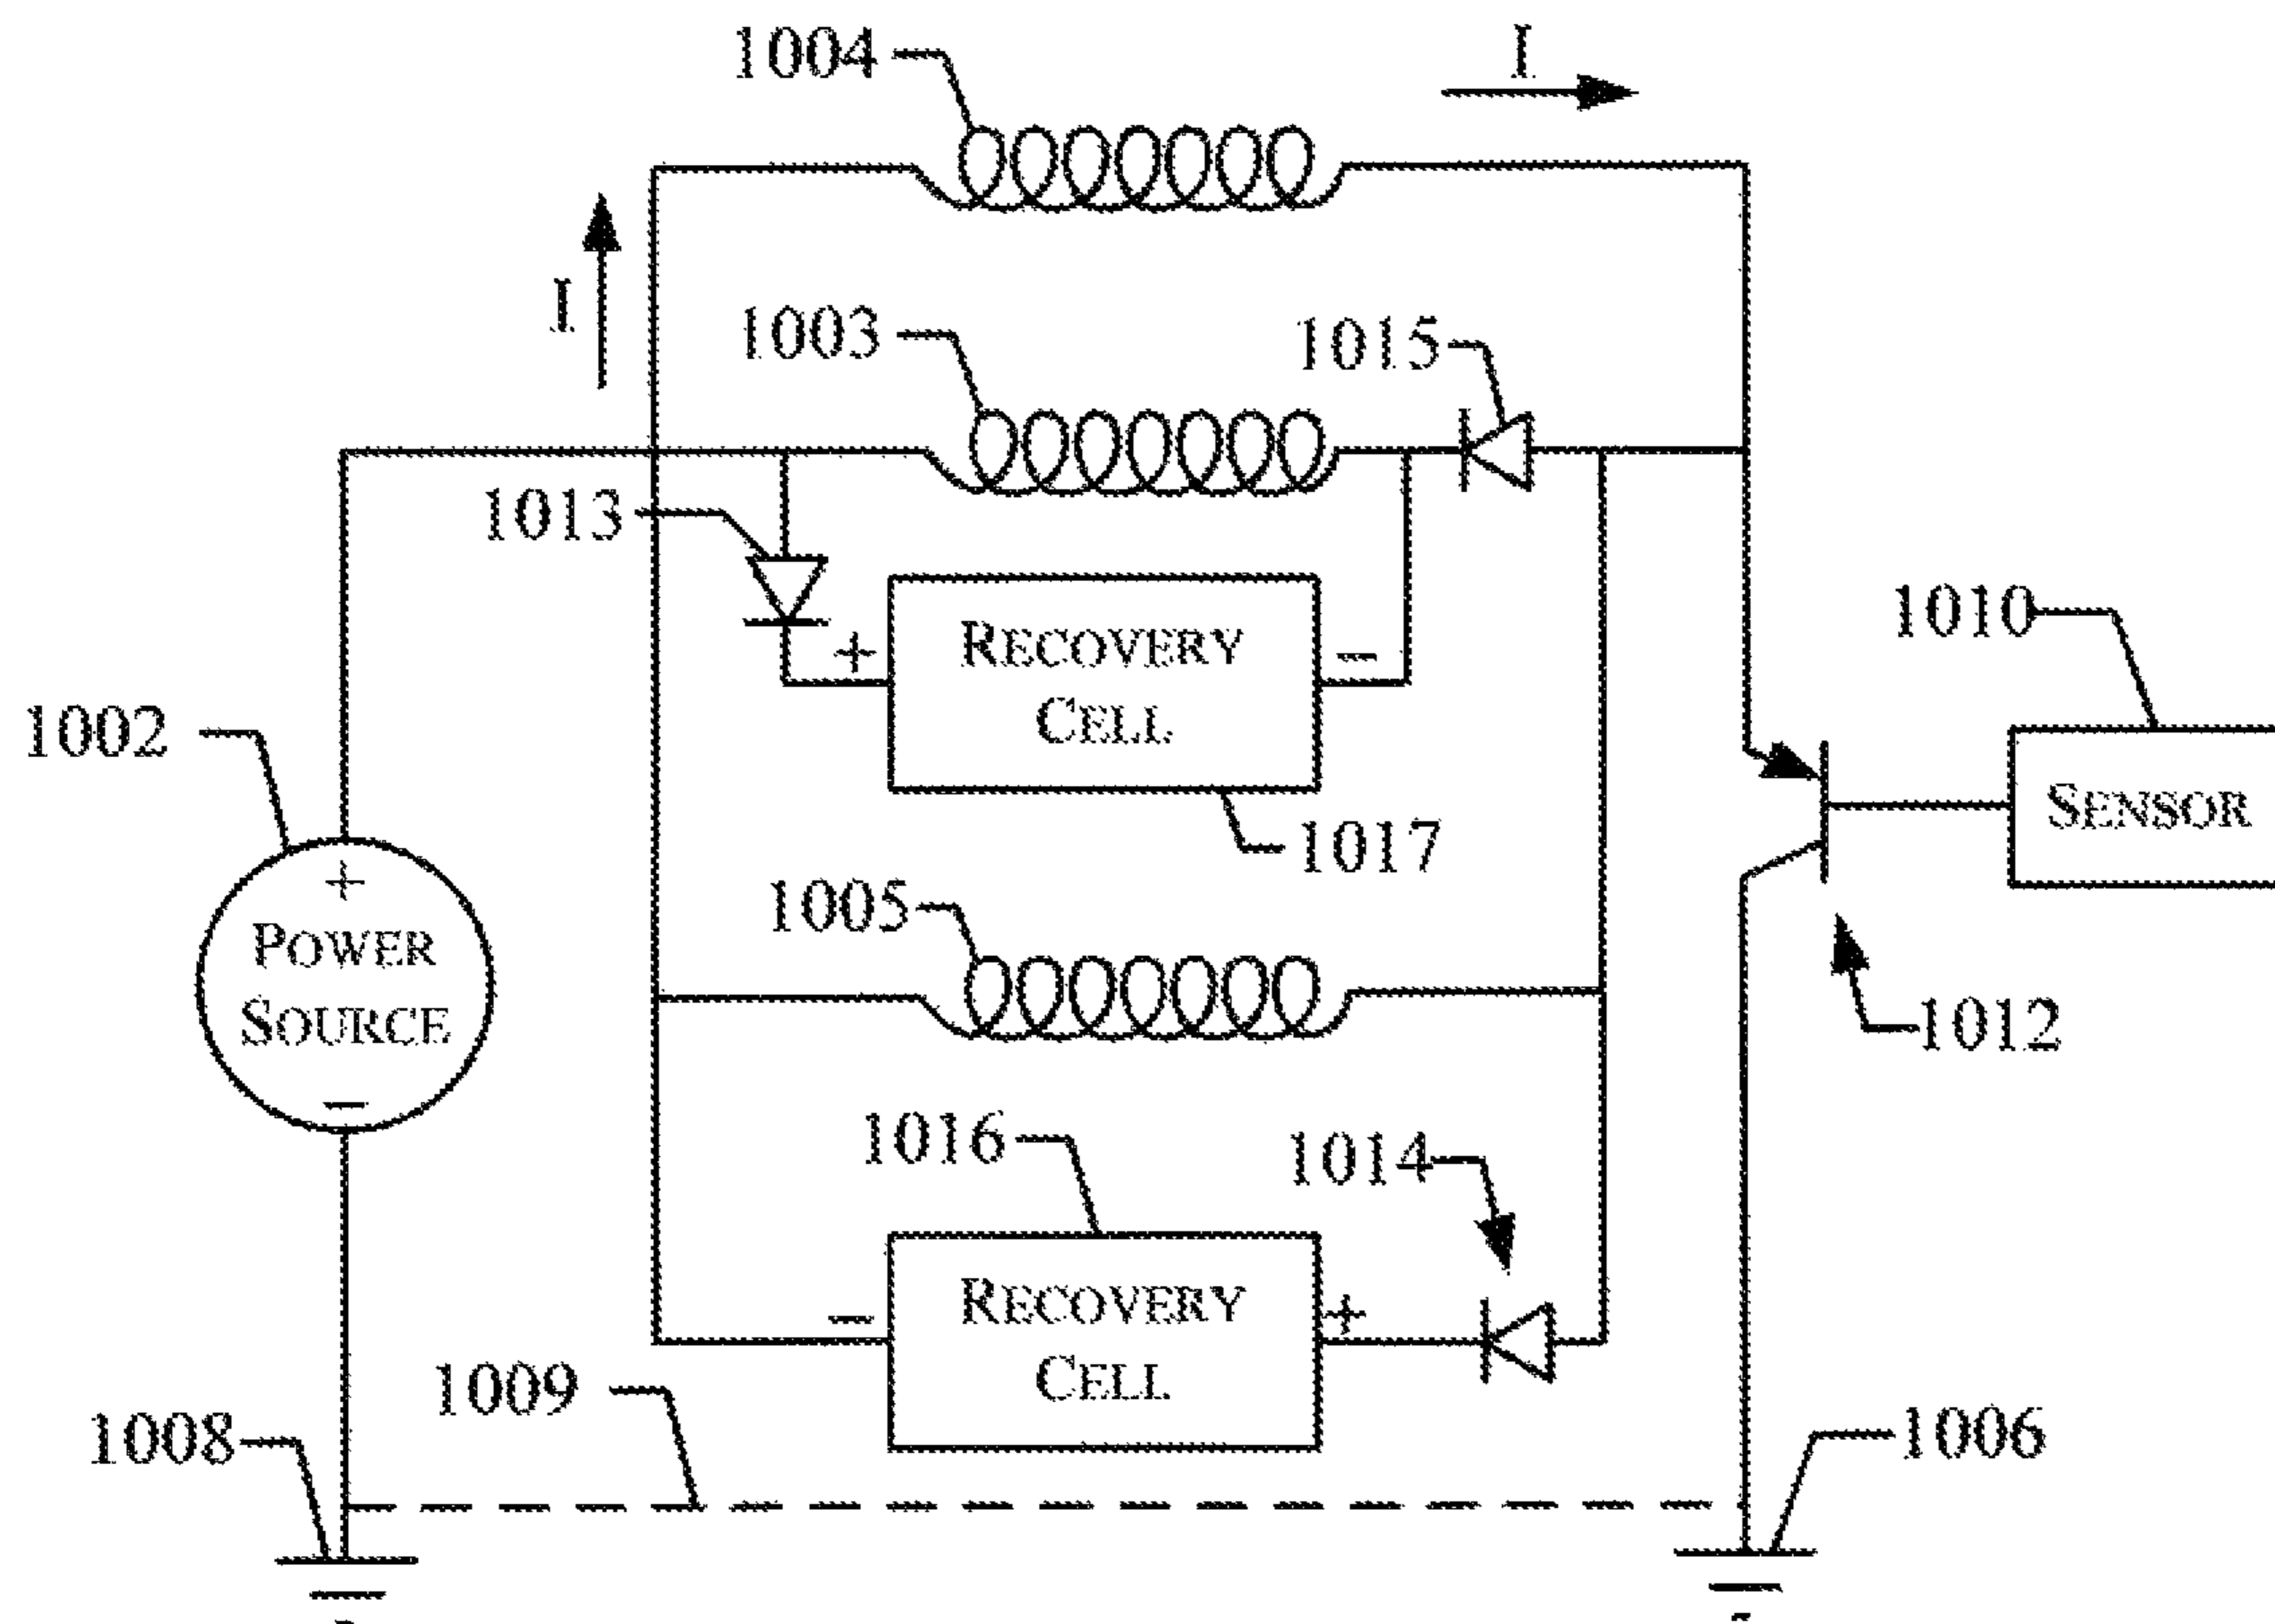 1004
I
I
1003
1015
1013
+
RECOVERY
CELL
−
1010
1002
SENSOR
1017
1005
+
POWER
SOURCE
−
1012
1016
1014
−
RECOVERY
CELL
+
1009
1008
1006